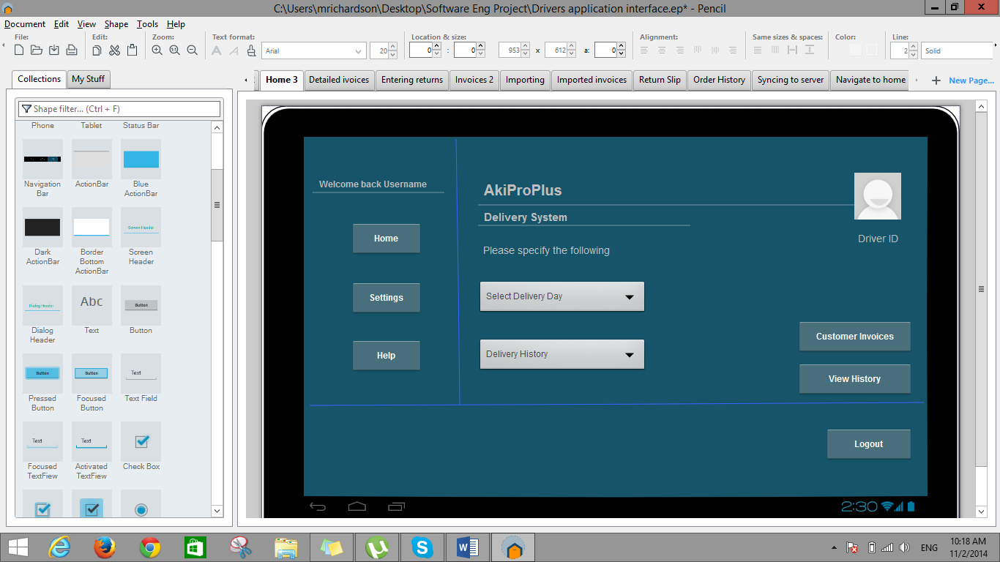 C:\Users\mrichardson\Desktop\Software Eng Project\Drivers application interface.ep* - Pencil
Document Edit View Shape Tools Help
File: Edit: Zoom: Text format: Location & size: Alignment: Same sizes & spaces: Color: Line:
Arial 20 0 : 0 953 x 612 a: 0 2 Solid
Collections My Stuff
Home 3 Detailed ivoices Entering returns Invoices 2 Importing Imported invoices Return Slip Order History Syncing to server Navigate to home New Page...
Shape filter... (Ctrl + F)
Phone Tablet Status Bar
Navigation Bar
ActionBar
Blue ActionBar
Screen Header
Dark ActionBar
Border Bottom ActionBar
Screen Header
Dialog Header
Abc
Button
Dialog Header
Text
Button
Button
Button
Text
Pressed Button
Focused Button
Text Field
Text
Text
Focused TextFiew
Activated TextFiew
Check Box
Welcome back Username
Home
Settings
Help
AkiProPlus
Delivery System
Driver ID
Please specify the following
Select Delivery Day
Delivery History
Customer Invoices
View History
Logout
2:30
ENG
10:18 AM
11/2/2014